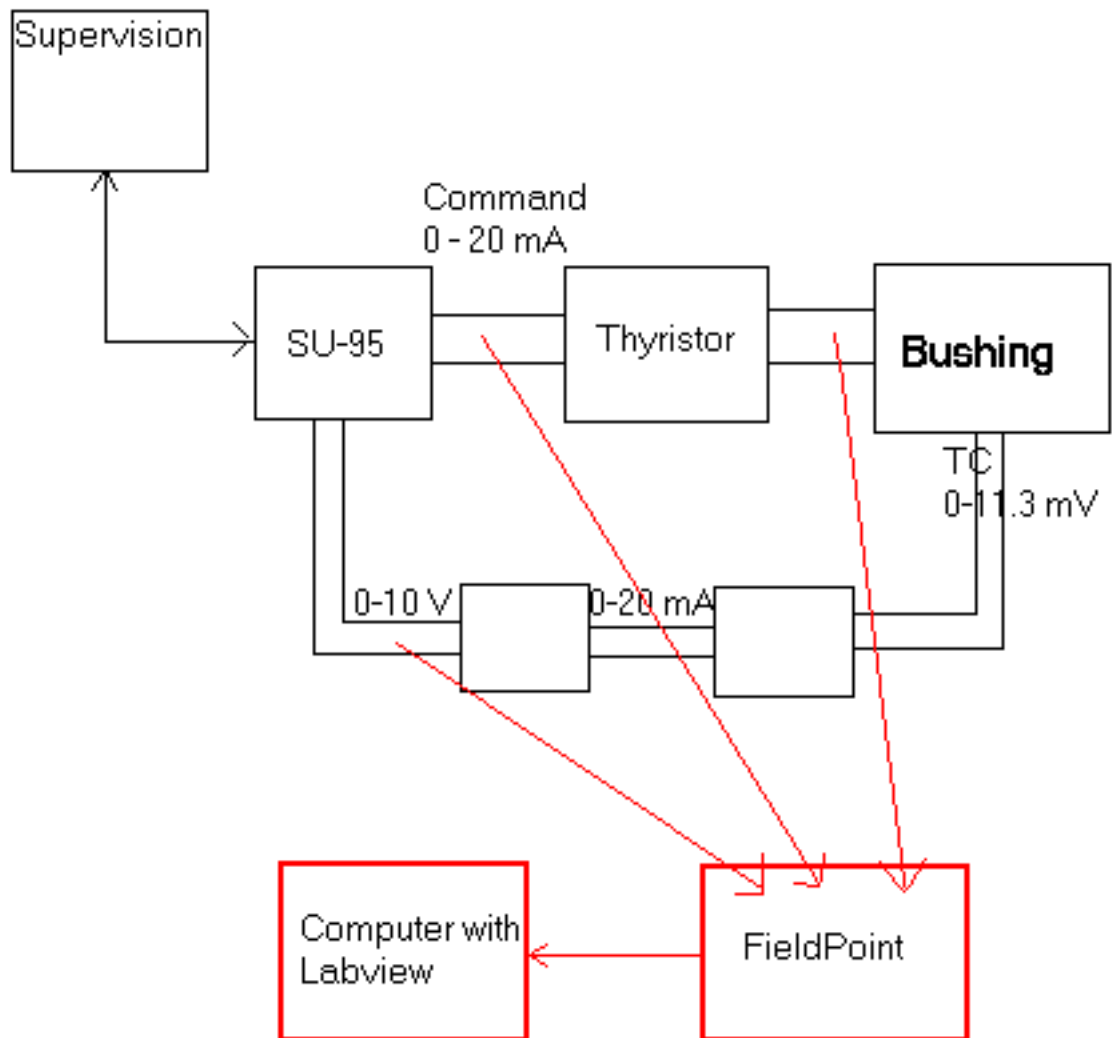 Supervision
Command
0 - 20 mA
SU-95
Thyristor
Bushing
TC
0-11.3 mV
0-10 V
0-20 mA
Computer with
Labview
FieldPoint